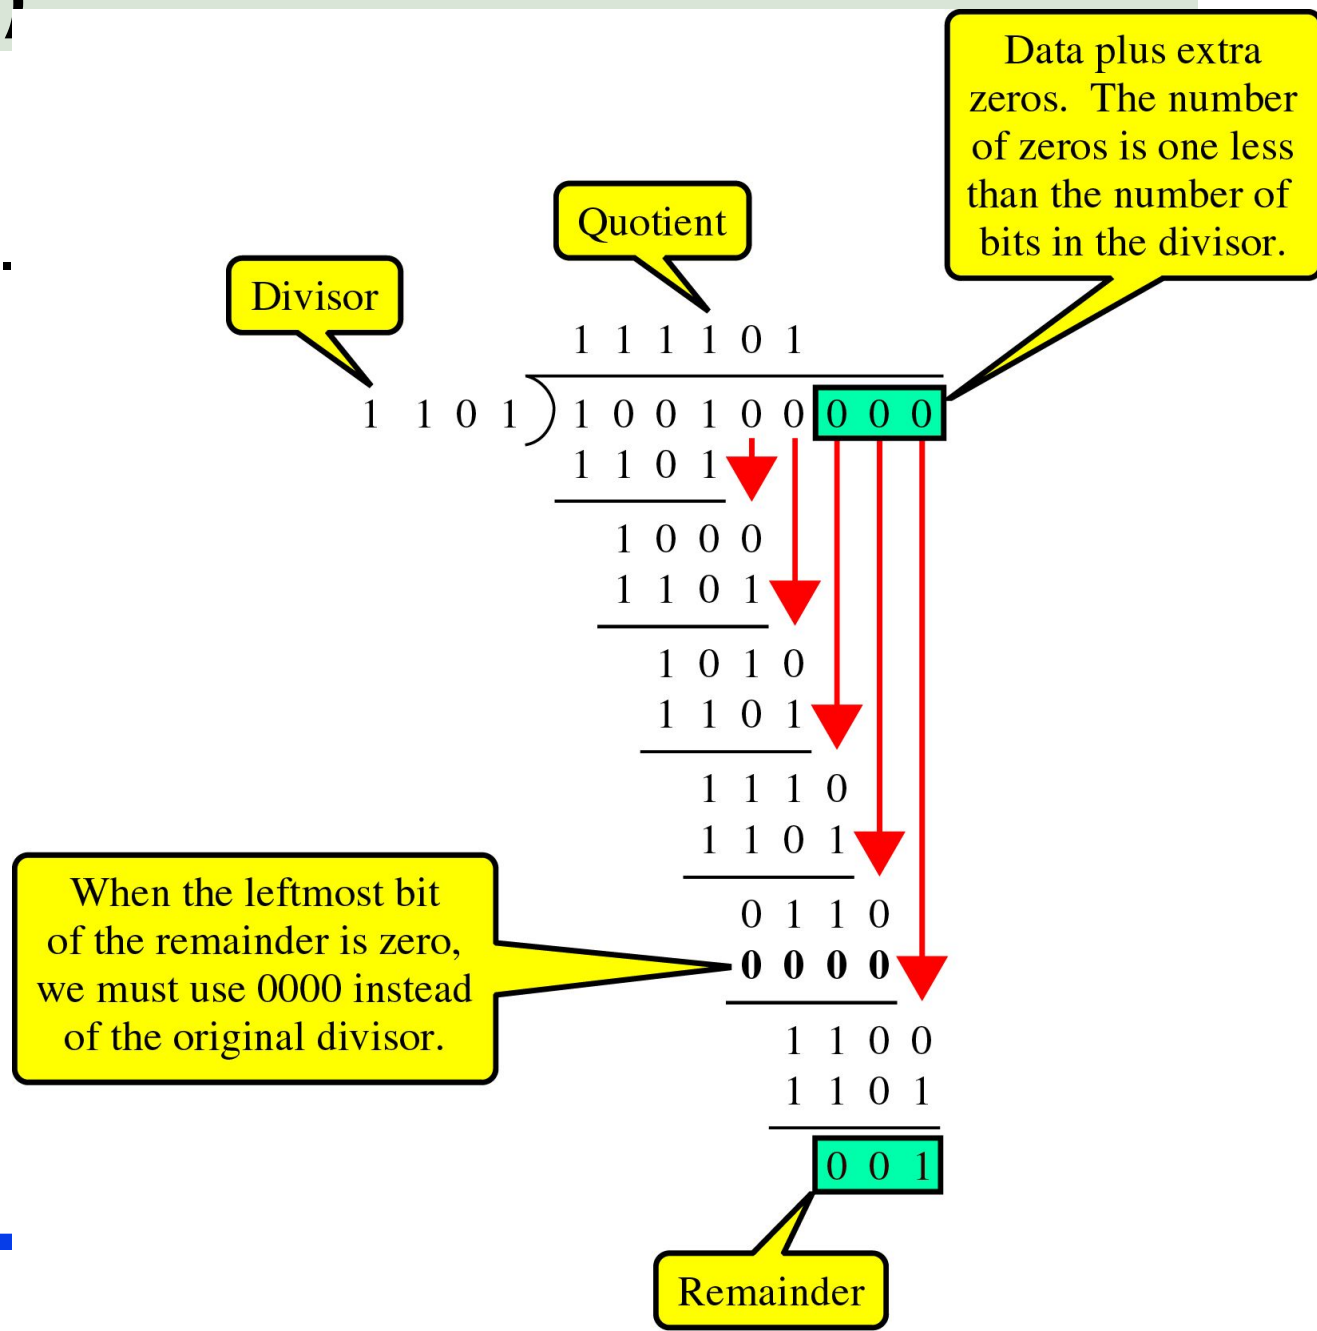 Data plus extra
zeros. The number
of zeros is one less
than the number of
bits in the divisor.
Quotient
Divisor
1 1 1 1 0 1
1 1 0 1 ) 1 0 0 1 0 0 0 0 0
1 1 0 1
1 0 0 0
1 1 0 1
1 0 1 0
1 1 0 1
1 1 1 0
1 1 0 1
When the leftmost bit
of the remainder is zero,
we must use 0000 instead
of the original divisor.
0 1 1 0
0 0 0 0
1 1 0 0
1 1 0 1
0 0 1
Remainder